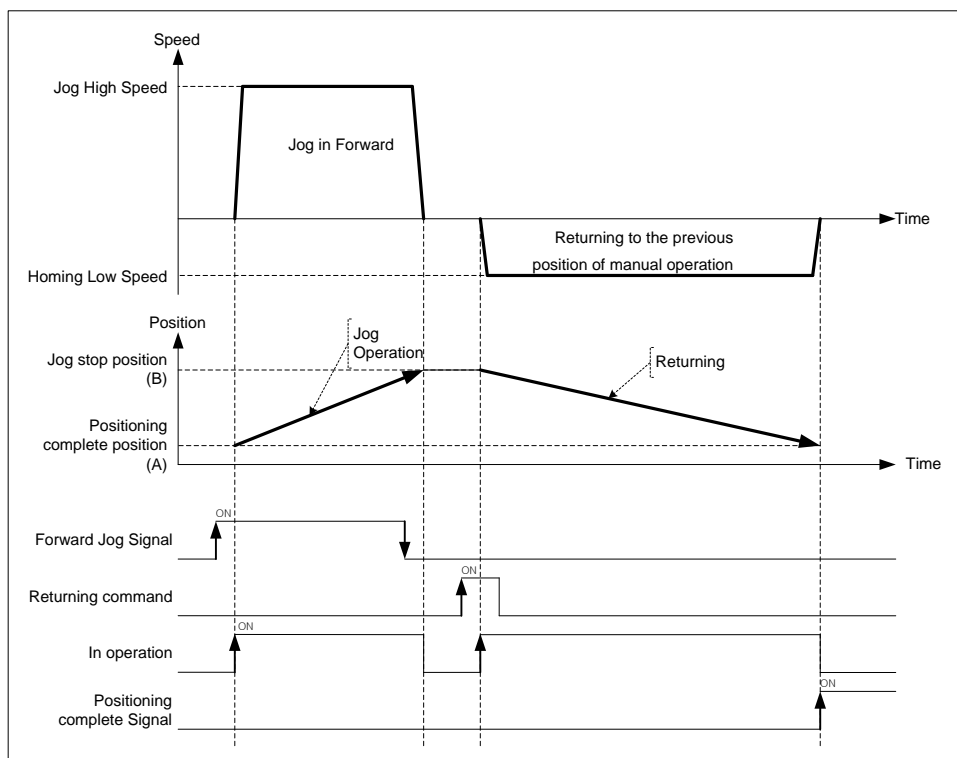 Speed
Jog High Speed
Jog in Forward
Time
Returning to the previous
position of manual operation
Homing Low Speed
Position
Jog
Operation
Jog stop position
(B)
Returning
Positioning
complete position
(A)
Time
ON
Forward Jog Signal
ON
Returning command
ON
In operation
ON
Positioning
complete Signal